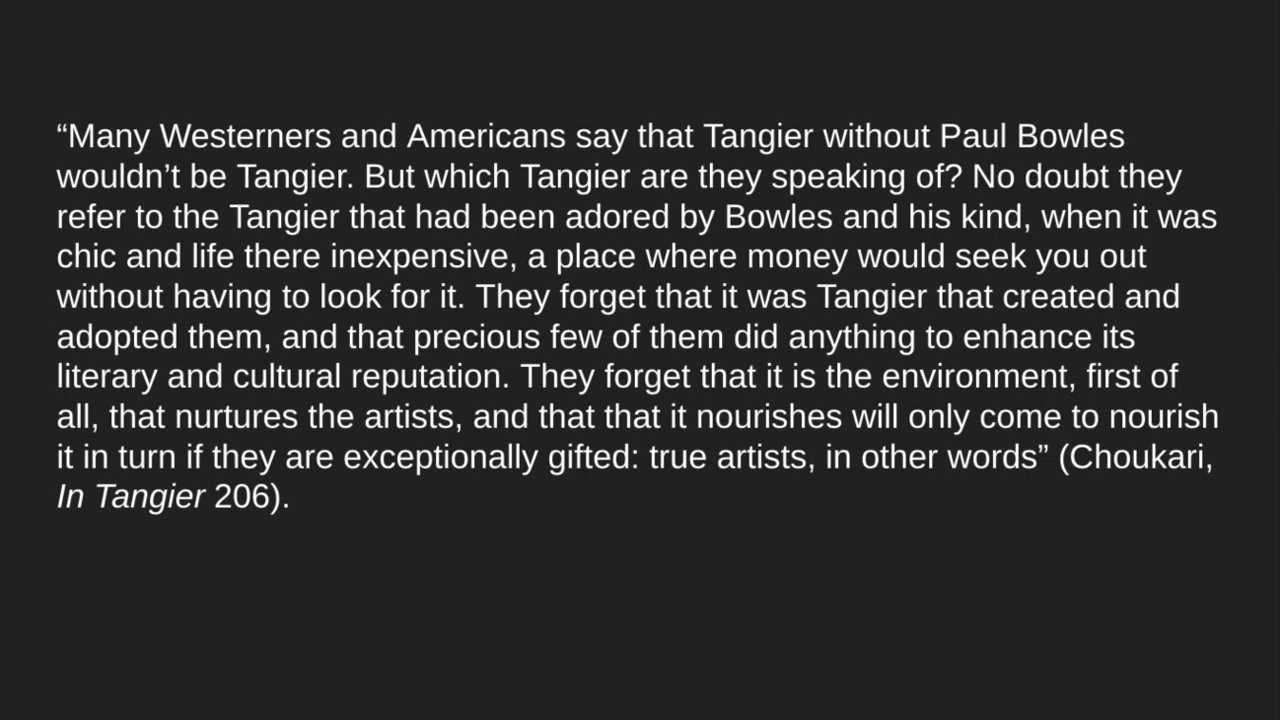 “Many Westerners and Americans say that Tangier without Paul Bowles
wouldn’t be Tangier. But which Tangier are they speaking of? No doubt they
refer to the Tangier that had been adored by Bowles and his kind, when it was
chic and life there inexpensive, a place where money would seek you out
without having to look for it. They forget that it was Tangier that created and
adopted them, and that precious few of them did anything to enhance its
literary and cultural reputation. They forget that it is the environment, first of
all, that nurtures the artists, and that that it nourishes will only come to nourish
it in turn if they are exceptionally gifted: true artists, in other words” (Choukari,
In Tangier 206).